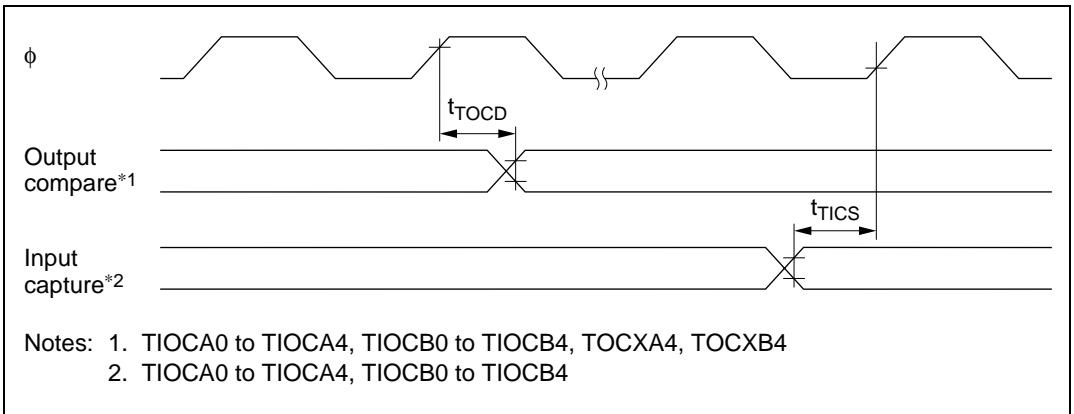 ϕ
tTOCD
Output
compare*1
tTICS
Input
capture*2
Notes: 1. TIOCA0 to TIOCA4, TIOCB0 to TIOCB4, TOCXA4, TOCXB4
2. TIOCA0 to TIOCA4, TIOCB0 to TIOCB4